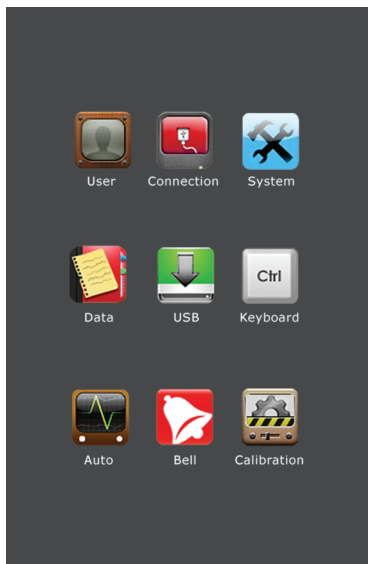 User Connection System
Ctrl
Data USB Keyboard
Auto Bell Calibration